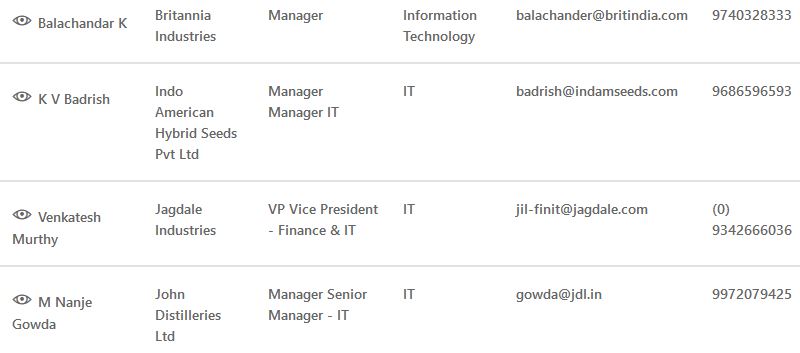 Balachandar K
Britannia
Industries
Manager
Information
Technology
balachander@britindia.com
9740328333
K V Badrish
Indo
American
Hybrid Seeds
Pvt Ltd
Manager
Manager IT
IT
badrish@indamseeds.com
9686596593
Venkatesh
Murthy
Jagdale
Industries
VP Vice President
- Finance & IT
IT
jil-finit@jagdale.com
(0)
9342666036
M Nanje
Gowda
John
Distilleries
Ltd
Manager Senior
Manager - IT
IT
gowda@jdl.in
9972079425